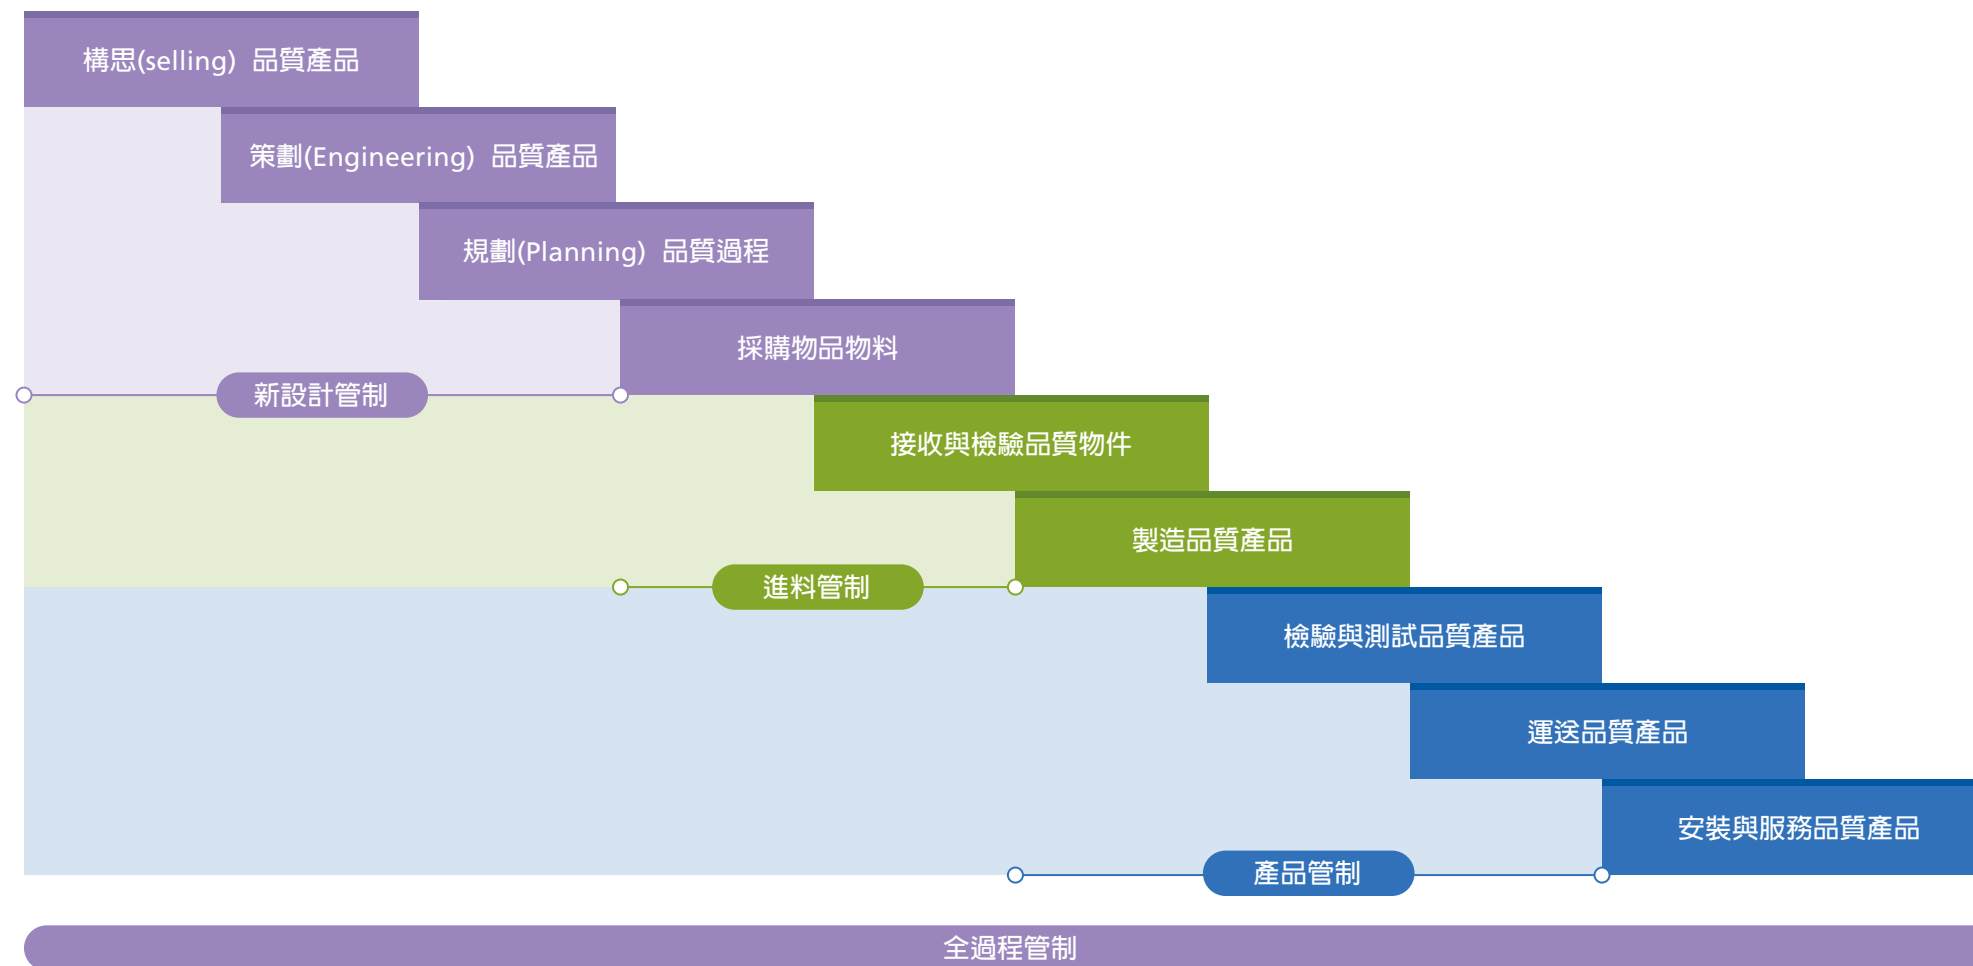 構思(selling) 品質產品
策劃(Engineering) 品質產品
規劃(Planning) 品質過程
採購物品物料
新設計管制
接收與檢驗品質物件
製造品質產品
進料管制
檢驗與測試品質產品
運送品質產品
安裝與服務品質產品
產品管制
全過程管制